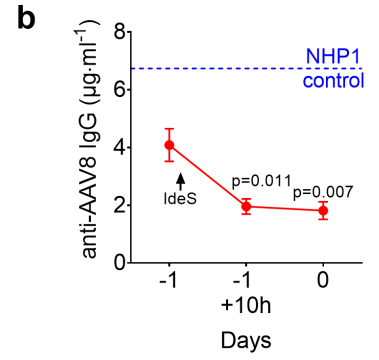 b
anti-AAV8 IgG (µg·ml-1)
8
6
4
2
0
NHP1
control
IdeS
p=0.011
p=0.007
-1
-1
+10h
0
Days